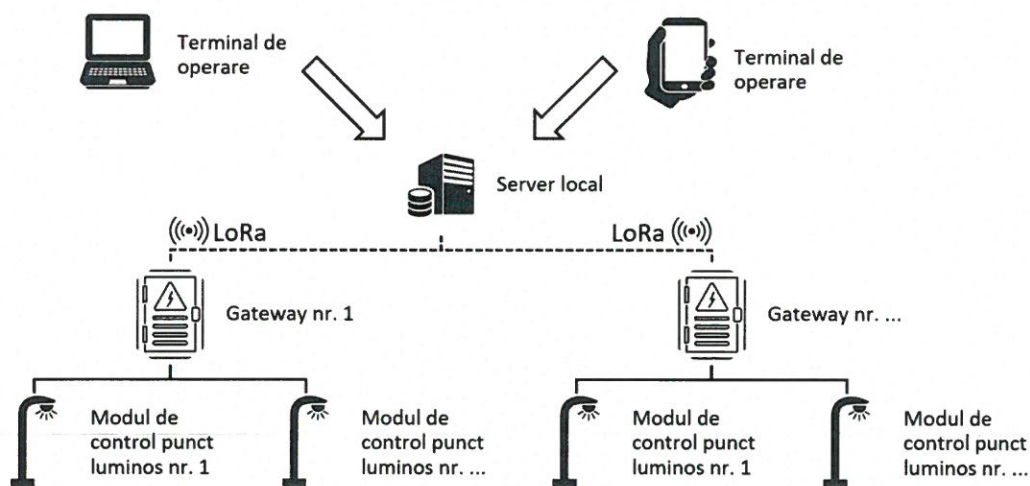 Terminal de
operare
Terminal de
operare
Server local
LoRa
LoRa
Gateway nr. 1
Gateway nr. ...
Modul de
control punct
luminos nr. 1
Modul de
control punct
luminos nr. ...
Modul de
control punct
luminos nr. 1
Modul de
control punct
luminos nr. ...